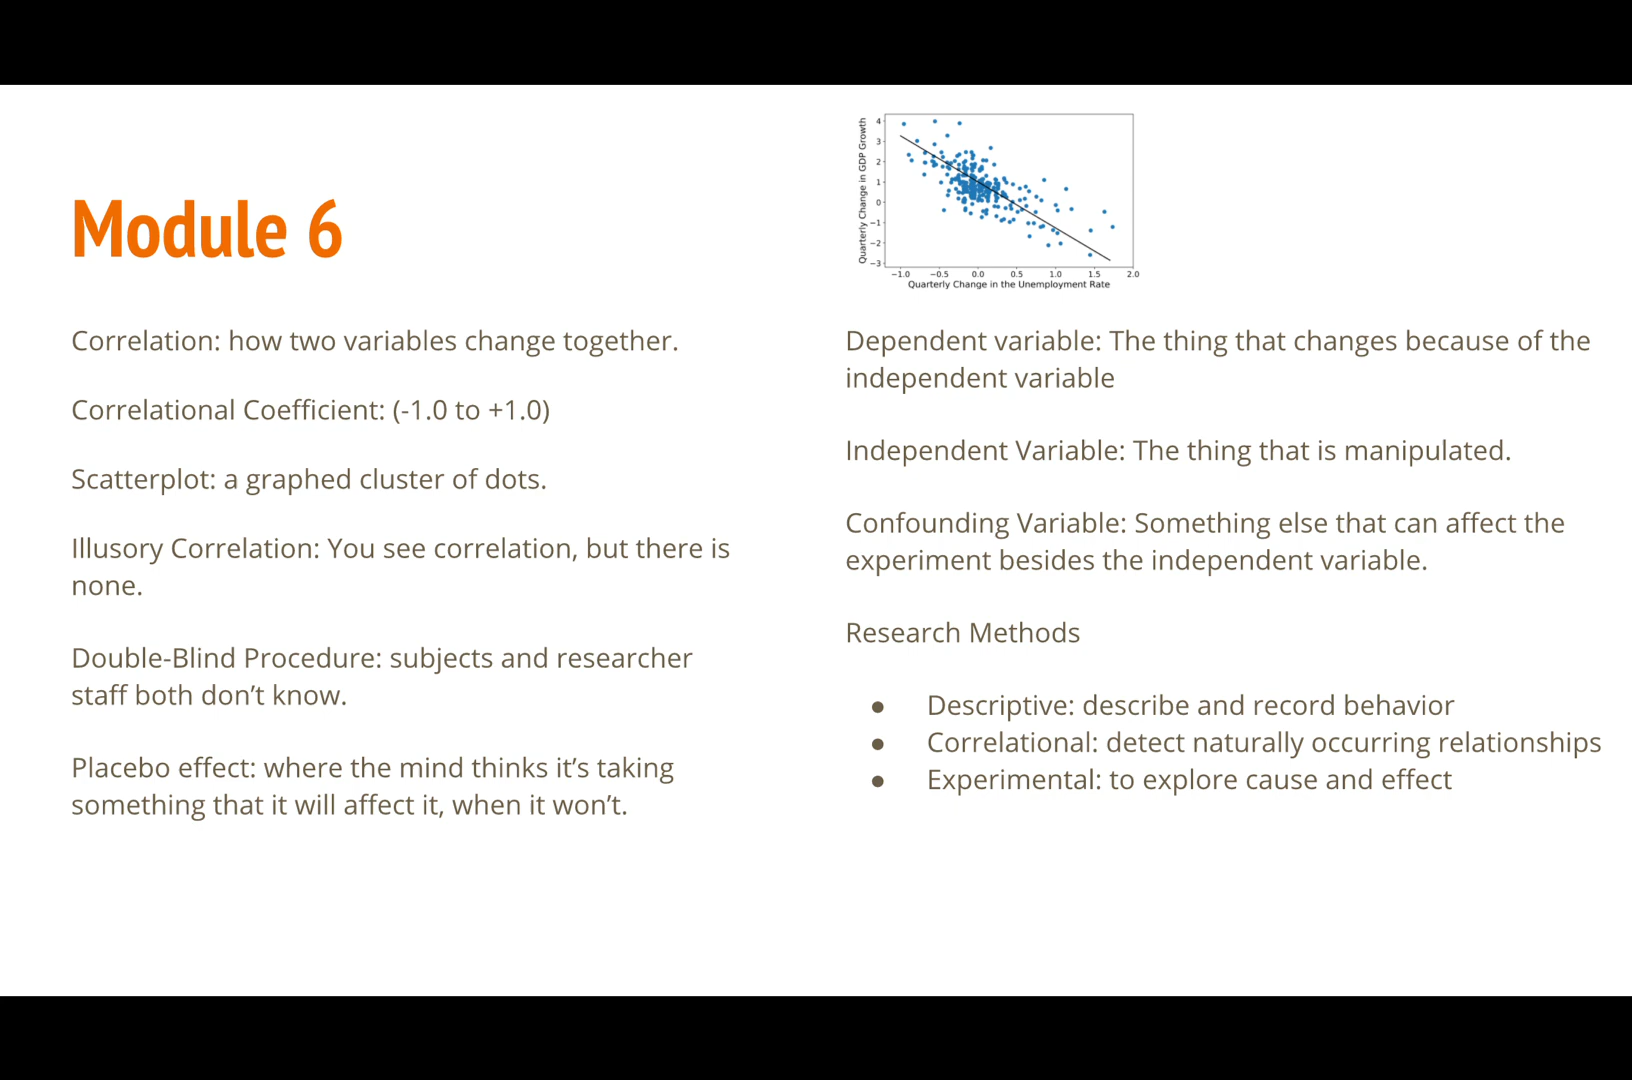 Module 6
Correlation: how two variables change together.
Correlational Coefficient: (-1.0 to +1.0)
Scatterplot: a graphed cluster of dots.
Illusory Correlation: You see correlation, but there is
none.
Double-Blind Procedure: subjects and researcher
staff both don’t know.
Placebo effect: where the mind thinks it’s taking
something that it will affect it, when it won’t.
Quarterly Change in GDP Growth
4
3
2
1
0
−1
−2
−3
−1.0 −0.5 0.0 0.5 1.0 1.5 2.0
Quarterly Change in the Unemployment Rate
Dependent variable: The thing that changes because of the
independent variable
Independent Variable: The thing that is manipulated.
Confounding Variable: Something else that can affect the
experiment besides the independent variable.
Research Methods
● Descriptive: describe and record behavior
● Correlational: detect naturally occurring relationships
● Experimental: to explore cause and effect